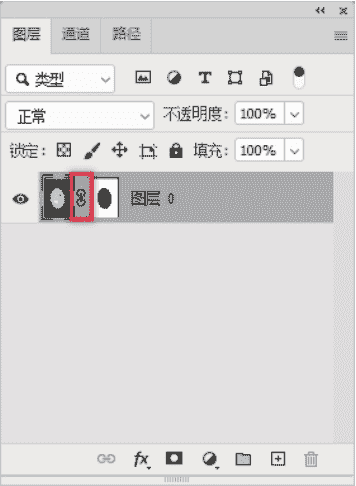 图层 通道 路径
类型 T
正常 不透明度: 100%
锁定: 填充: 100%
图层 0
fx